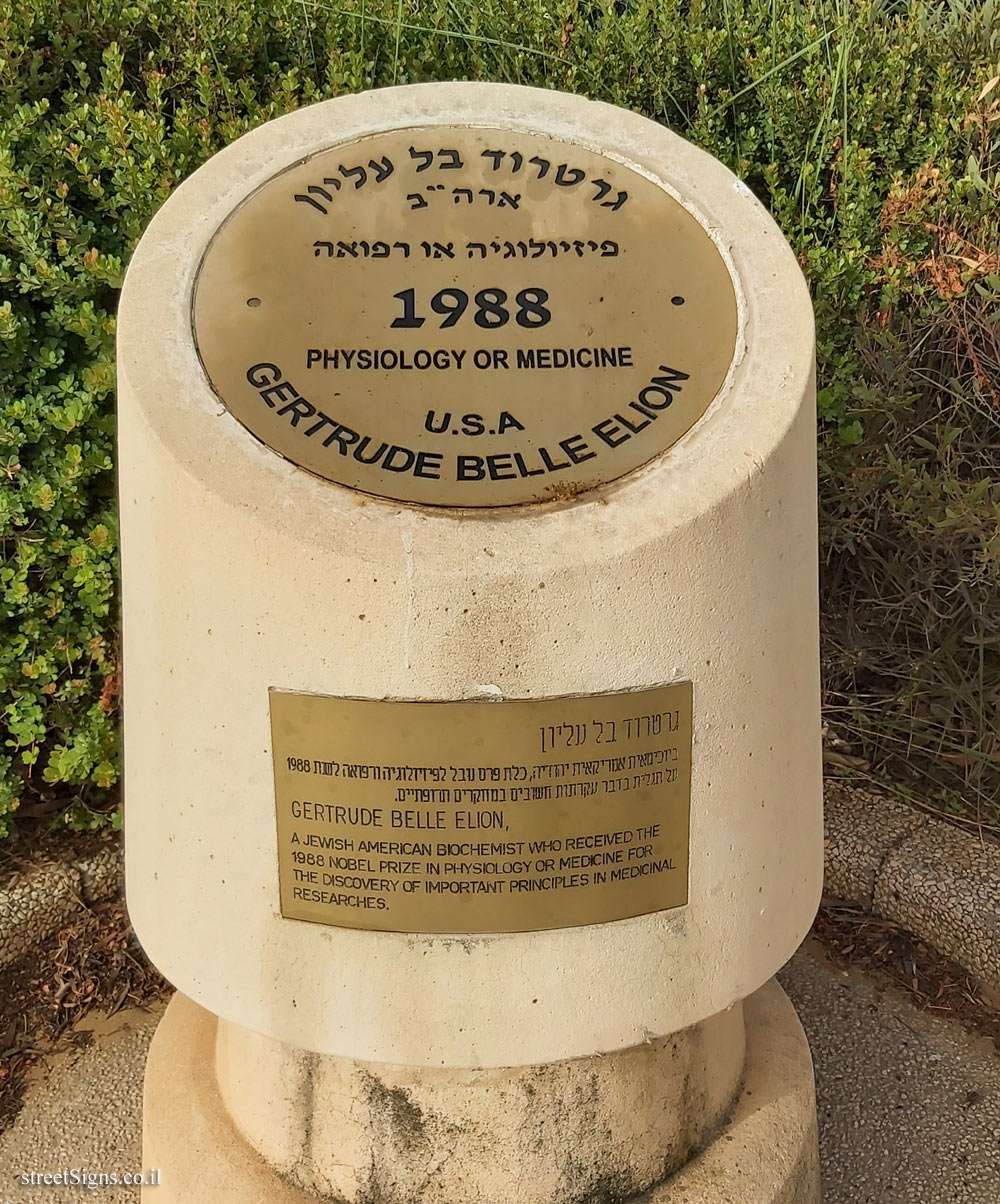 גרטרוד בל עליון
ארה"ב
פיזיולוגיה או רפואה
1988
PHYSIOLOGY OR MEDICINE
U.S.A
GERTRUDE BELLE ELION
גרטרוד בל עליון
ביוכימאית אמריקאית יהודיה, כלת פרס נובל לפיזיולוגיה ורפואה לשנת 1988
על תגלית בדבר עקרונות חשובים במחקרים תרופתיים.
GERTRUDE BELLE ELION,
A JEWISH AMERICAN BIOCHEMIST WHO RECEIVED THE
1988 NOBEL PRIZE IN PHYSIOLOGY OR MEDICINE FOR
THE DISCOVERY OF IMPORTANT PRINCIPLES IN MEDICINAL
RESEARCHES.
streetSigns.co.il